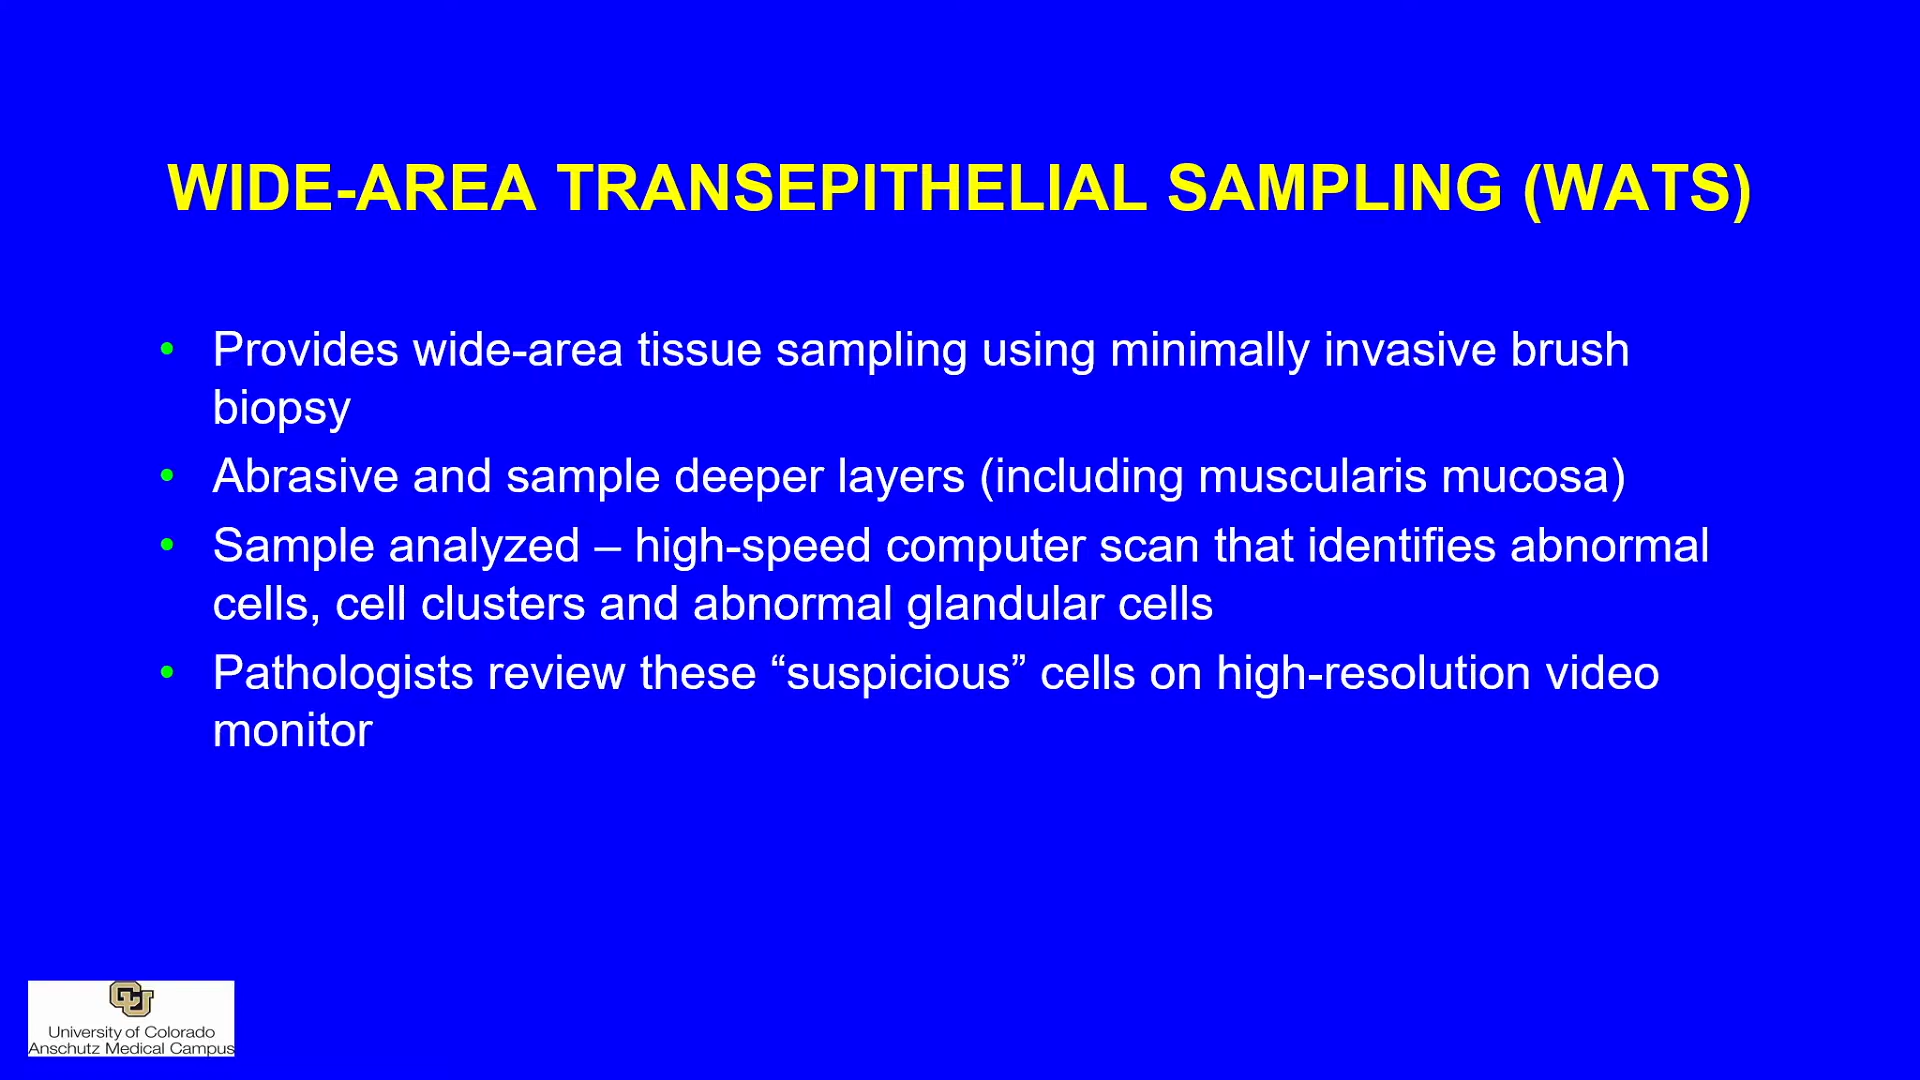 WIDE-AREA TRANSEPITHELIAL SAMPLING (WATS)
• Provides wide-area tissue sampling using minimally invasive brush
biopsy
• Abrasive and sample deeper layers (including muscularis mucosa)
• Sample analyzed – high-speed computer scan that identifies abnormal
cells, cell clusters and abnormal glandular cells
• Pathologists review these “suspicious” cells on high-resolution video
monitor
CU
University of Colorado
Anschutz Medical Campus